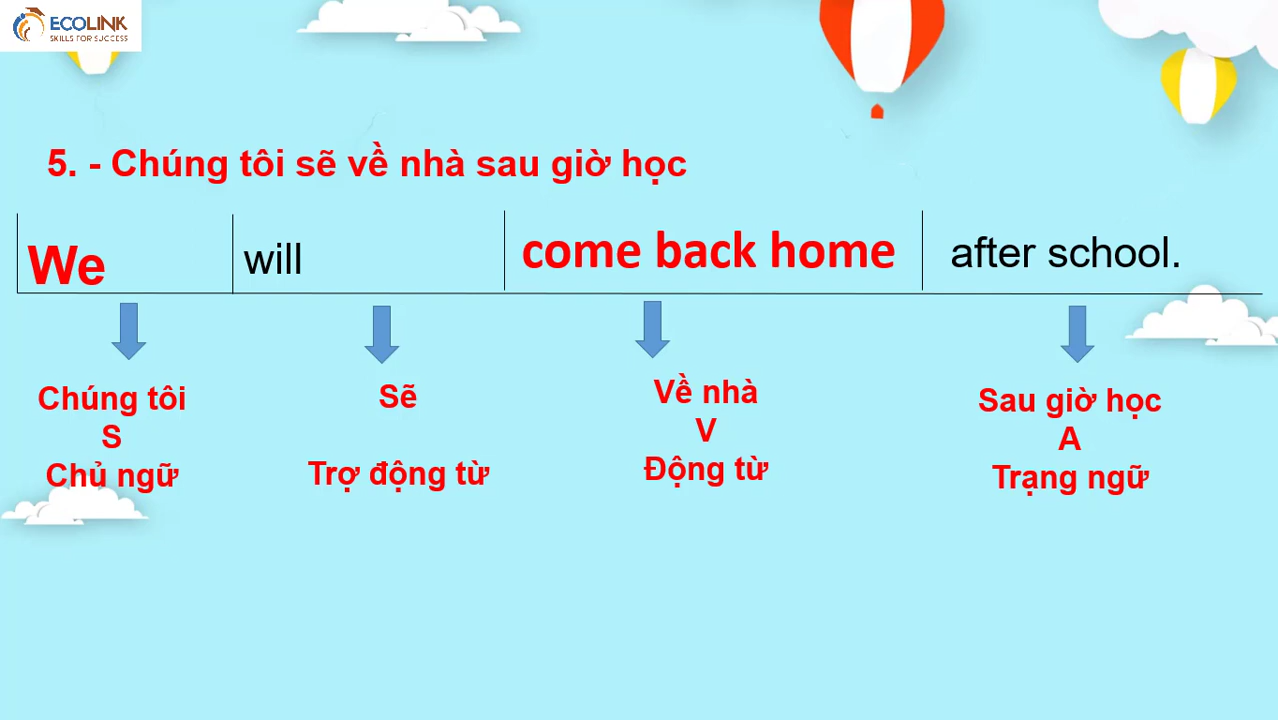 ECOLINK
SKILLS FOR SUCCESS
5. - Chúng tôi sẽ về nhà sau giờ học
We will come back home after school.
Chúng tôi Sẽ Về nhà Sau giờ học
S V A
Chủ ngữ Trợ động từ Động từ Trạng ngữ